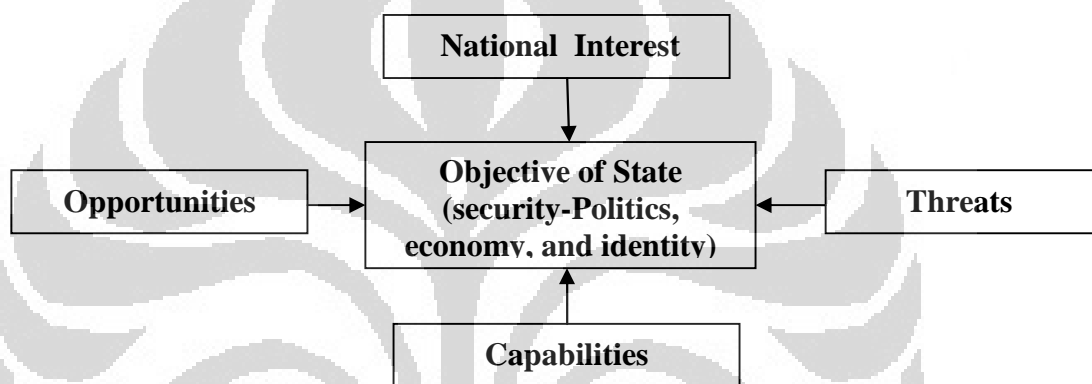 National Interest
Objective of State
(security-Politics,
economy, and identity)
Opportunities
Threats
Capabilities